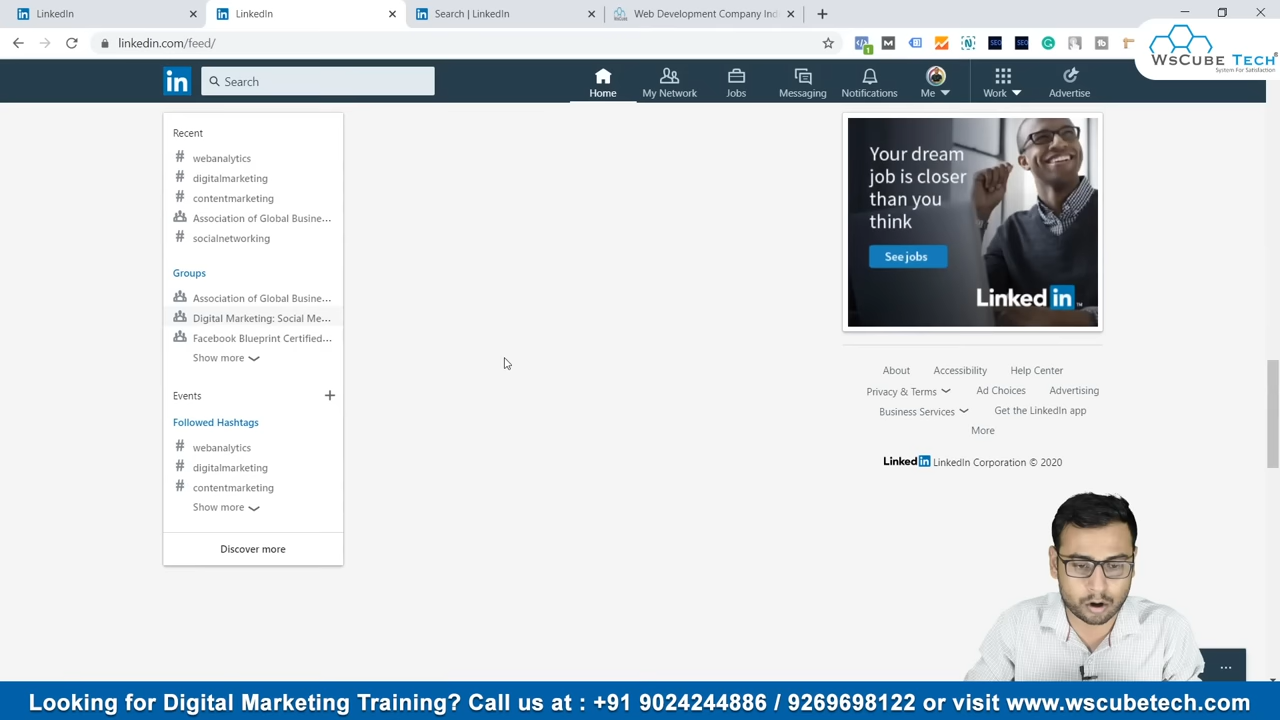 LinkedIn
LinkedIn
Search | LinkedIn
Web Development Company Ind
linkedin.com/feed/
WsCube Tech
System For Satisfaction
in
Search
Home
My Network
Jobs
Messaging
Notifications
Me
Work
Advertise
Recent
# webanalytics
# digitalmarketing
# contentmarketing
Association of Global Busine...
# socialnetworking
Groups
Association of Global Busine...
Digital Marketing: Social Me...
Facebook Blueprint Certified...
Show more
Events +
Followed Hashtags
# webanalytics
# digitalmarketing
# contentmarketing
Show more
Discover more
Your dream
job is closer
than you
think
See jobs
Linked in
About Accessibility Help Center
Privacy & Terms Ad Choices Advertising
Business Services Get the LinkedIn app
More
Linked in LinkedIn Corporation © 2020
...
Looking for Digital Marketing Training? Call us at : +91 9024244886 / 9269698122 or visit www.wscubetech.com